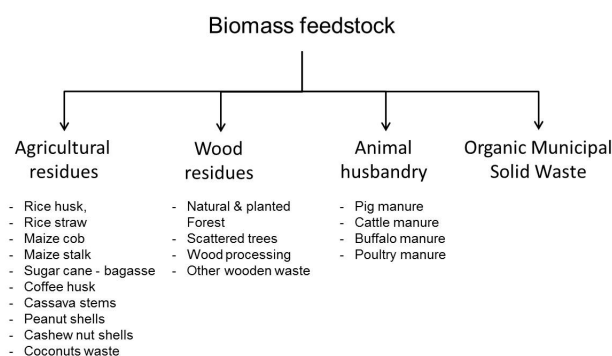 Biomass feedstock
Agricultural
residues
- Rice husk,
- Rice straw
- Maize cob
- Maize stalk
- Sugar cane - bagasse
- Coffee husk
- Cassava stems
- Peanut shells
- Cashew nut shells
- Coconuts waste
Wood
residues
- Natural & planted
Forest
- Scattered trees
- Wood processing
- Other wooden waste
Animal
husbandry
- Pig manure
- Cattle manure
- Buffalo manure
- Poultry manure
Organic Municipal
Solid Waste